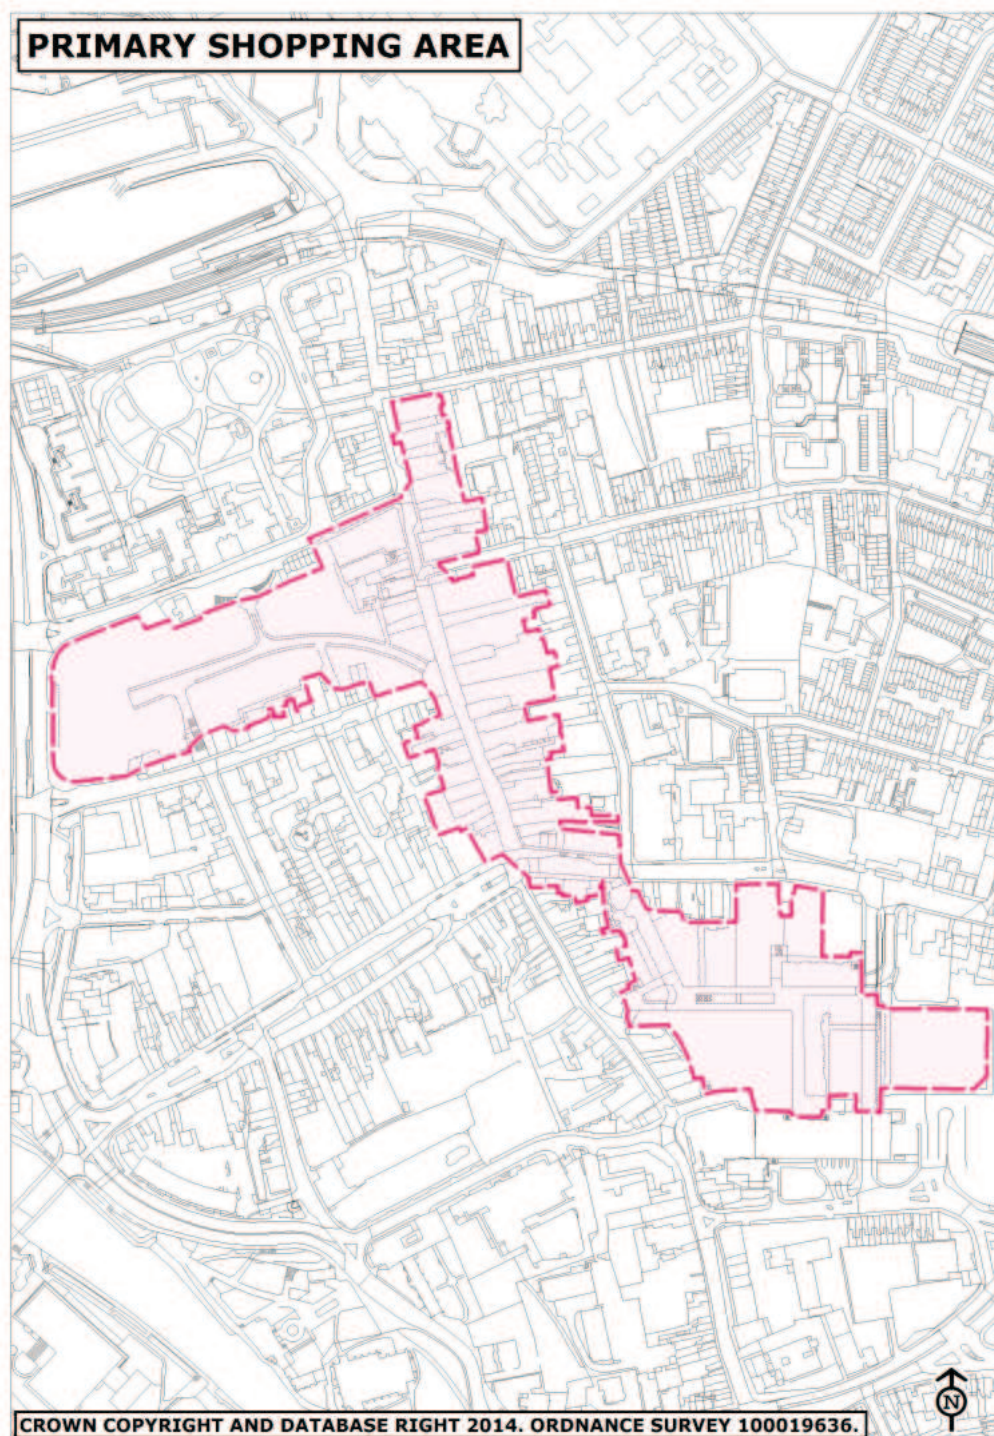 PRIMARY SHOPPING AREA
N
CROWN COPYRIGHT AND DATABASE RIGHT 2014. ORDNANCE SURVEY 100019636.